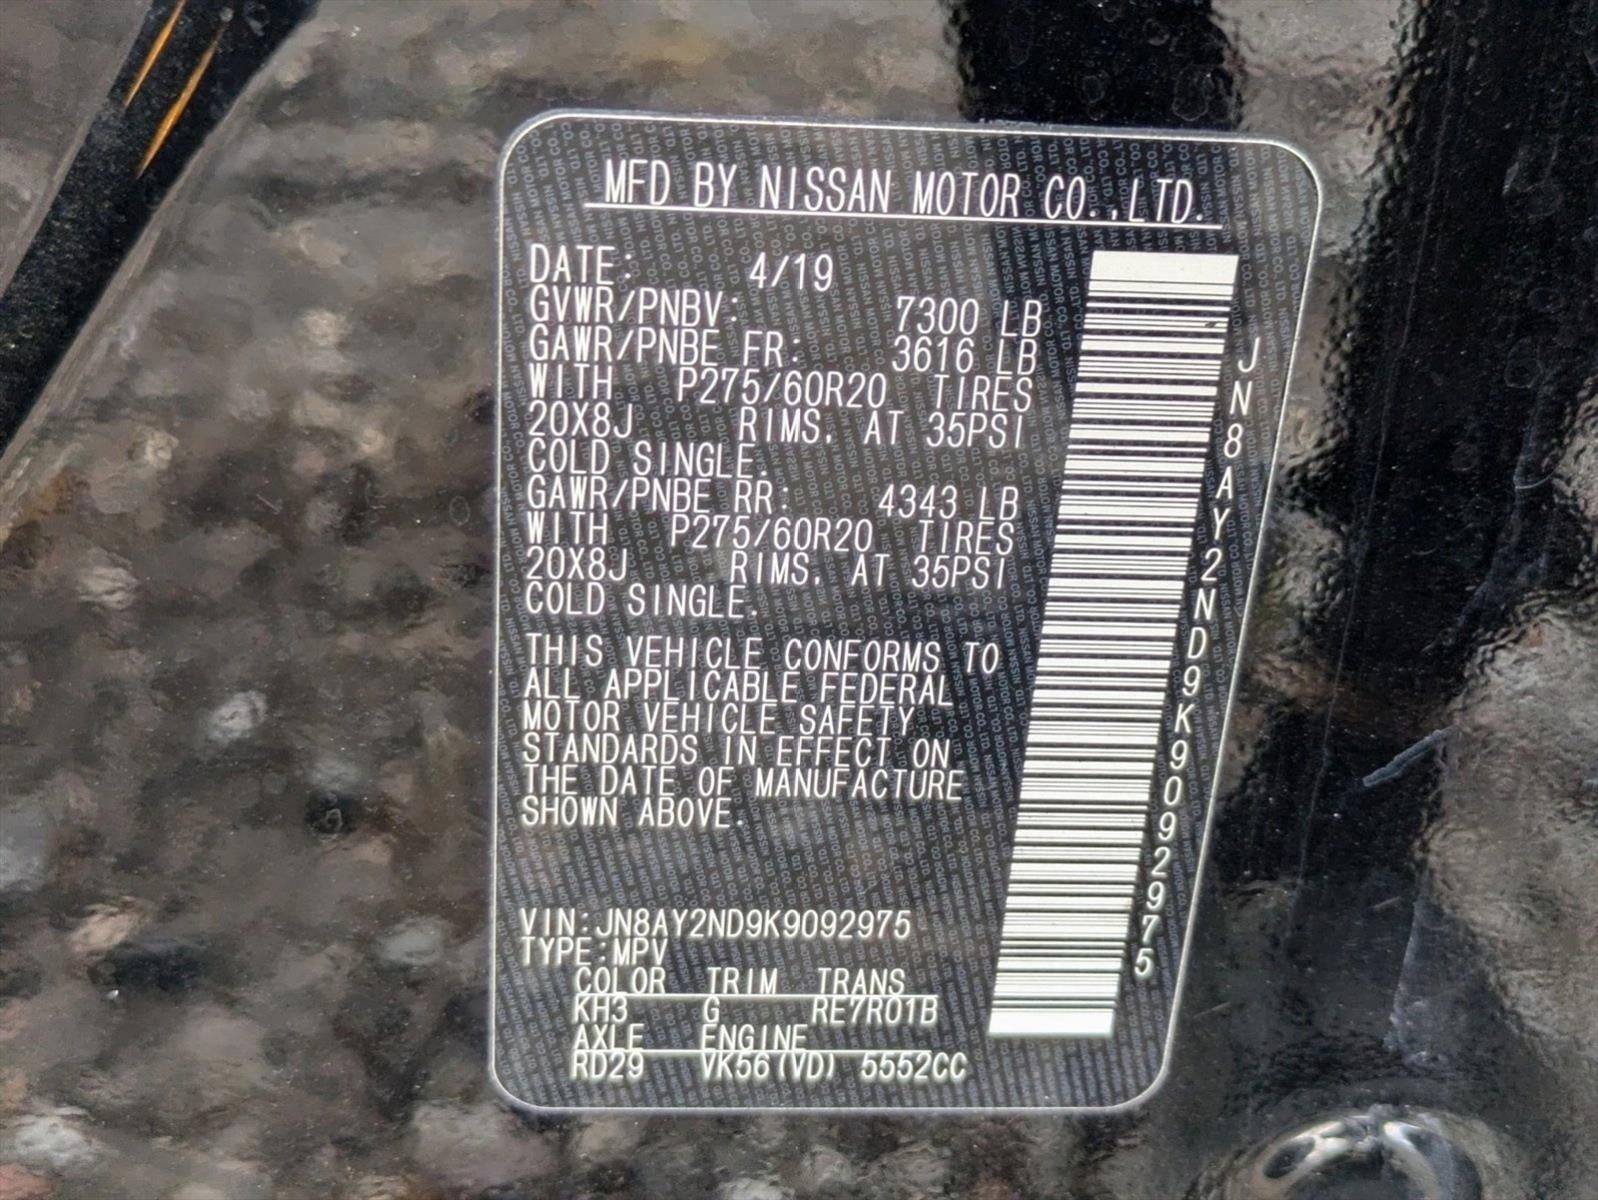 MFD BY NISSAN MOTOR CO.,LTD.
DATE: 4/19
GVWR/PNBV: 7300 LB
GAWR/PNBE FR: 3616 LB
WITH P275/60R20 TIRES
20X8J RIMS. AT 35PSI
COLD SINGLE.
GAWR/PNBE RR: 4343 LB
WITH P275/60R20 TIRES
20X8J RIMS. AT 35PSI
COLD SINGLE.
THIS VEHICLE CONFORMS TO
ALL APPLICABLE FEDERAL
MOTOR VEHICLE SAFETY
STANDARDS IN EFFECT ON
THE DATE OF MANUFACTURE
SHOWN ABOVE.
VIN:JN8AY2ND9K9092975
TYPE:MPV
COLOR TRIM TRANS
KH3 G RE7R01B
AXLE ENGINE
RD29 VK56(VD) 5552CC
JN8AY2ND9K9092975